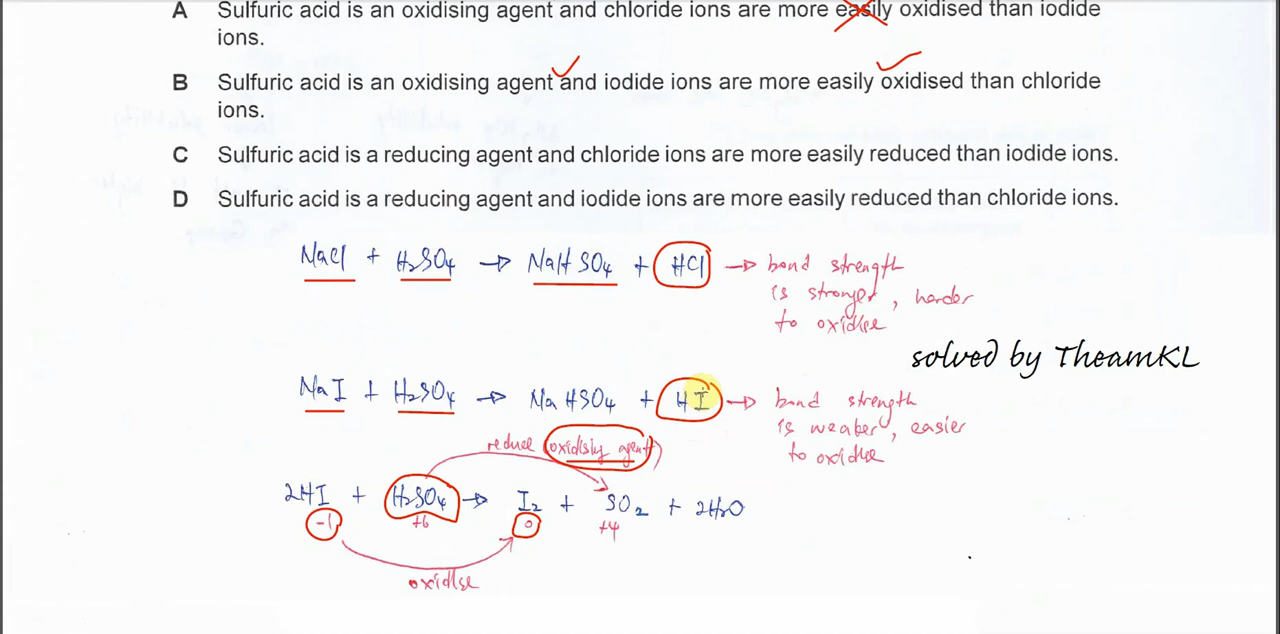 A Sulfuric acid is an oxidising agent and chloride ions are more easily oxidised than iodide
ions.
B Sulfuric acid is an oxidising agent and iodide ions are more easily oxidised than chloride
ions.
C Sulfuric acid is a reducing agent and chloride ions are more easily reduced than iodide ions.
D Sulfuric acid is a reducing agent and iodide ions are more easily reduced than chloride ions.
NaCl + H₂SO₄ → NaHSO₄ + HCl → bond strength
is stronger, harder
to oxidise
solved by TheamKL
NaI + H₂SO₄ → NaHSO₄ + HI → bond strength
is weaker, easier
to oxidise
reduce (oxidising agent)
2HI + H₂SO₄ → I₂ + SO₂ + 2H₂O
-1 +6 0 +4
oxidise